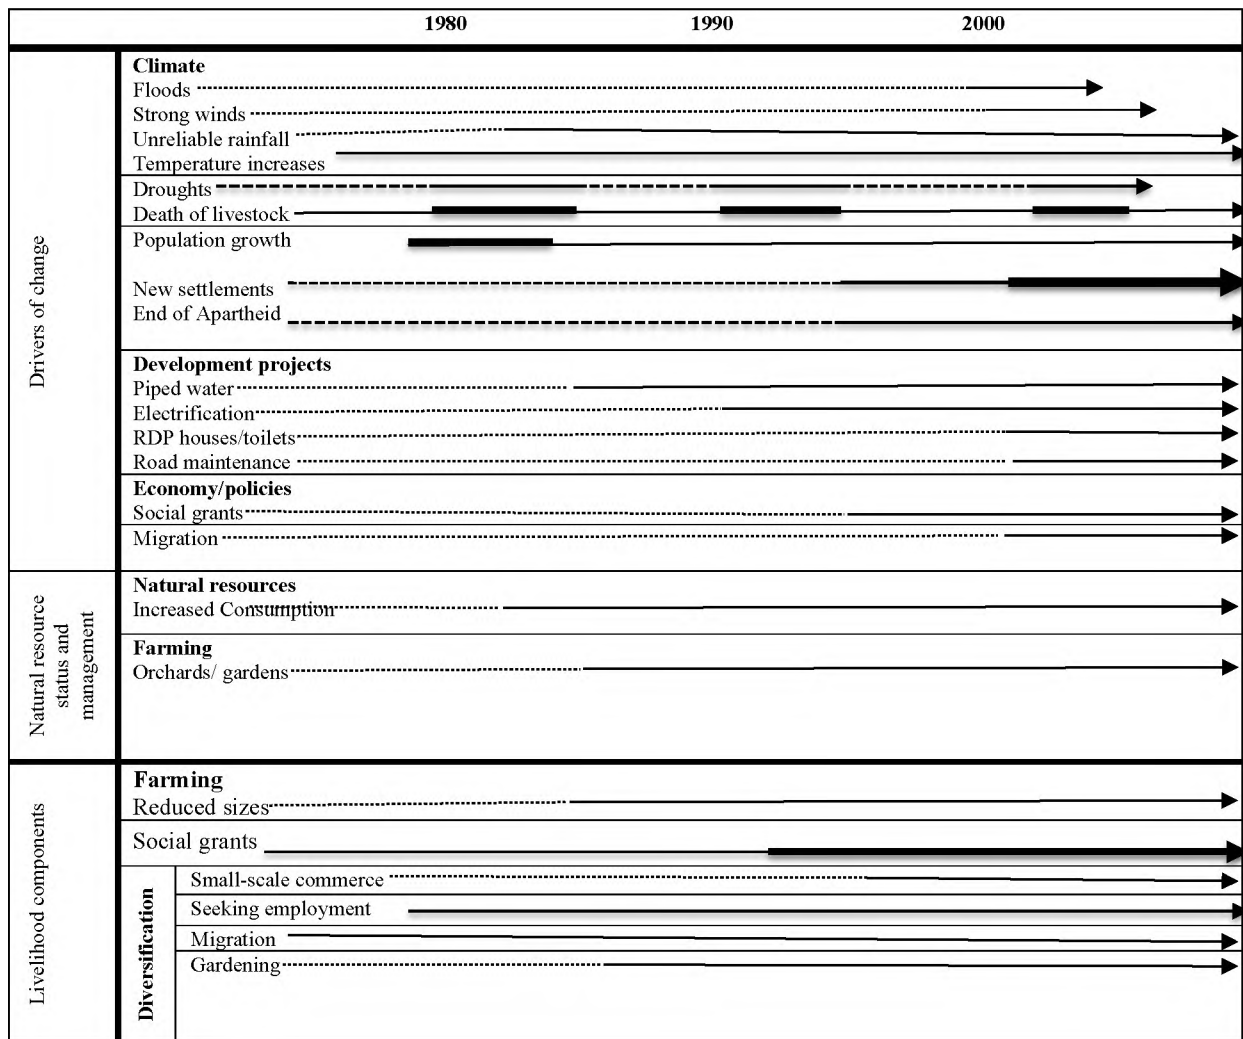 1980 1990 2000
Drivers of change
Climate
Floods
Strong winds
Unreliable rainfall
Temperature increases
Droughts
Death of livestock
Population growth
New settlements
End of Apartheid
Development projects
Piped water
Electrification
RDP houses/toilets
Road maintenance
Economy/policies
Social grants
Migration
Natural resource
status and
management
Natural resources
Increased Consumption
Farming
Orchards/ gardens
Livelihood components
Farming
Reduced sizes
Social grants
Diversification
Small-scale commerce
Seeking employment
Migration
Gardening